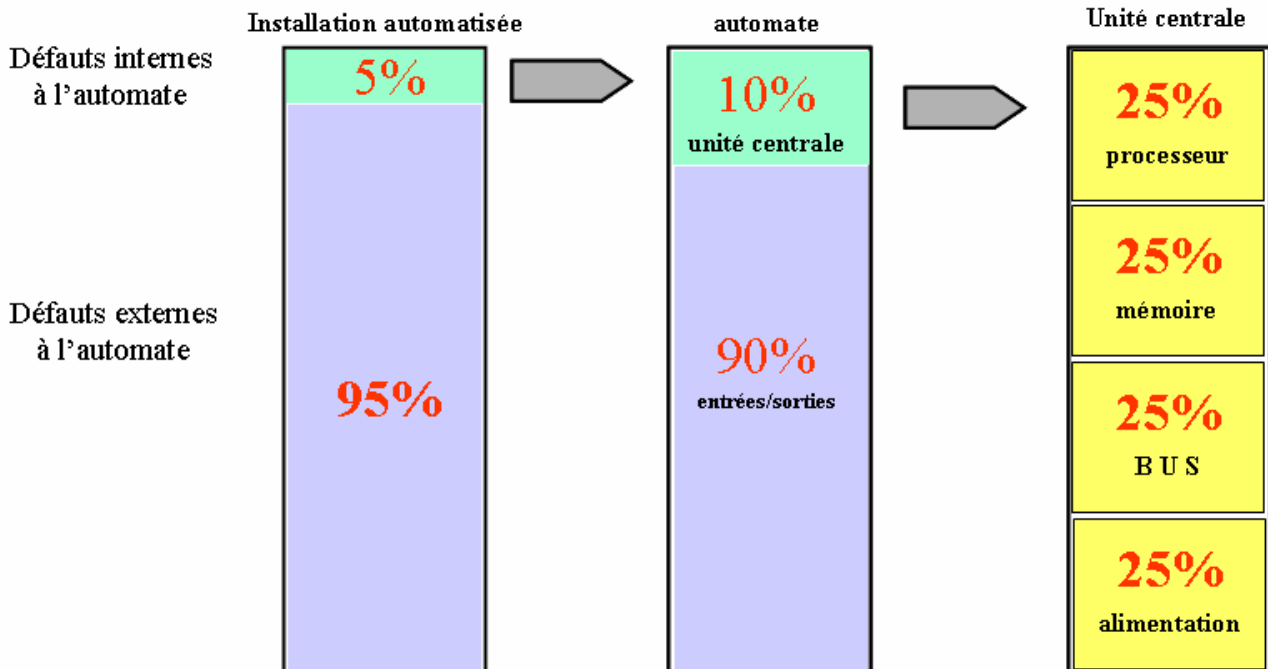 Installation automatisée
automate
Unité centrale
Défauts internes
à l’automate
5%
10%
unité centrale
25%
processeur
25%
mémoire
Défauts externes
à l’automate
95%
90%
entrées/sorties
25%
B U S
25%
alimentation